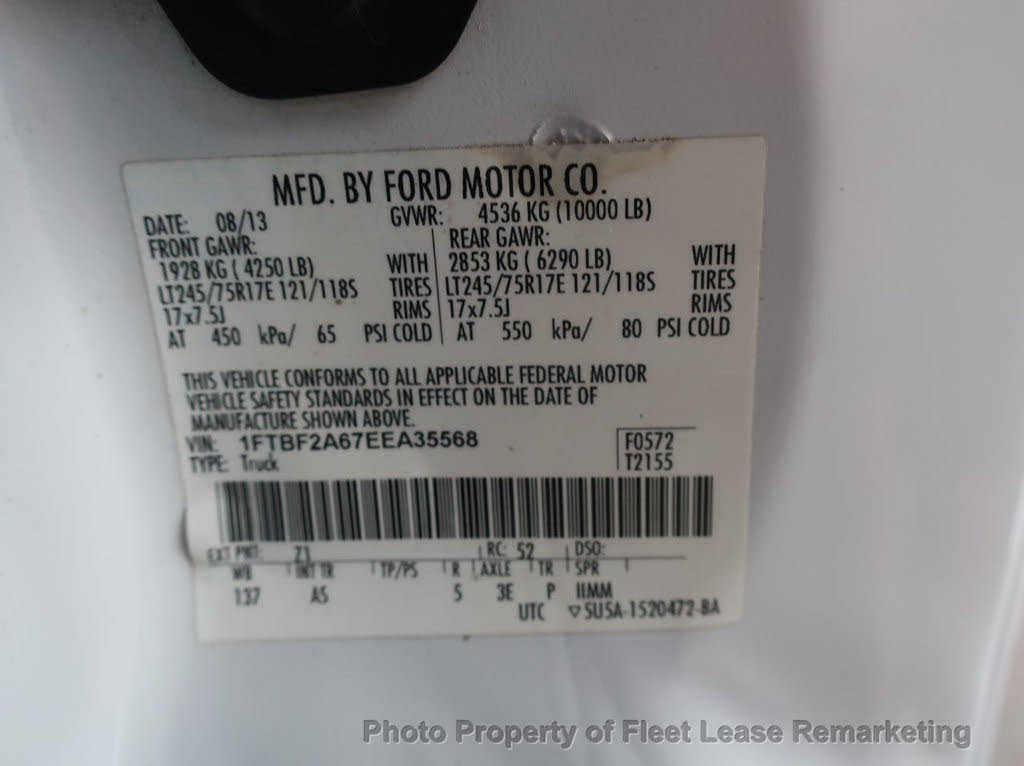 MFD. BY FORD MOTOR CO.
DATE: 08/13 GVWR: 4536 KG (10000 LB)
FRONT GAWR: REAR GAWR:
1928 KG ( 4250 LB) WITH 2853 KG ( 6290 LB) WITH
LT245/75R17E 121/118S TIRES LT245/75R17E 121/118S TIRES
17x7.5J RIMS 17x7.5J RIMS
AT 450 kPa/ 65 PSI COLD AT 550 kPa/ 80 PSI COLD
THIS VEHICLE CONFORMS TO ALL APPLICABLE FEDERAL MOTOR
VEHICLE SAFETY STANDARDS IN EFFECT ON THE DATE OF
MANUFACTURE SHOWN ABOVE.
VIN: 1FTBF2A67EEA35568 F0572
TYPE: Truck T2155
EXT PNT: Z1 RC: 52 DSO:
WB INT TR TP/PS R AXLE TR SPR
137 AS 5 3E P IIMM
UTC ▽5U5A-1520472-BA
Photo Property of Fleet Lease Remarketing